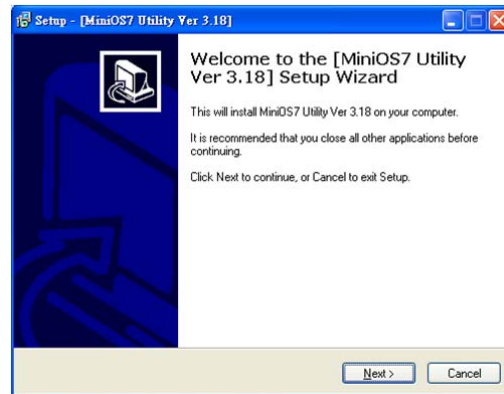 Setup - [MiniOS7 Utility Ver 3.18]
Welcome to the [MiniOS7 Utility
Ver 3.18] Setup Wizard
This will install MiniOS7 Utility Ver 3.18 on your computer.
It is recommended that you close all other applications before
continuing.
Click Next to continue, or Cancel to exit Setup.
Next >
Cancel